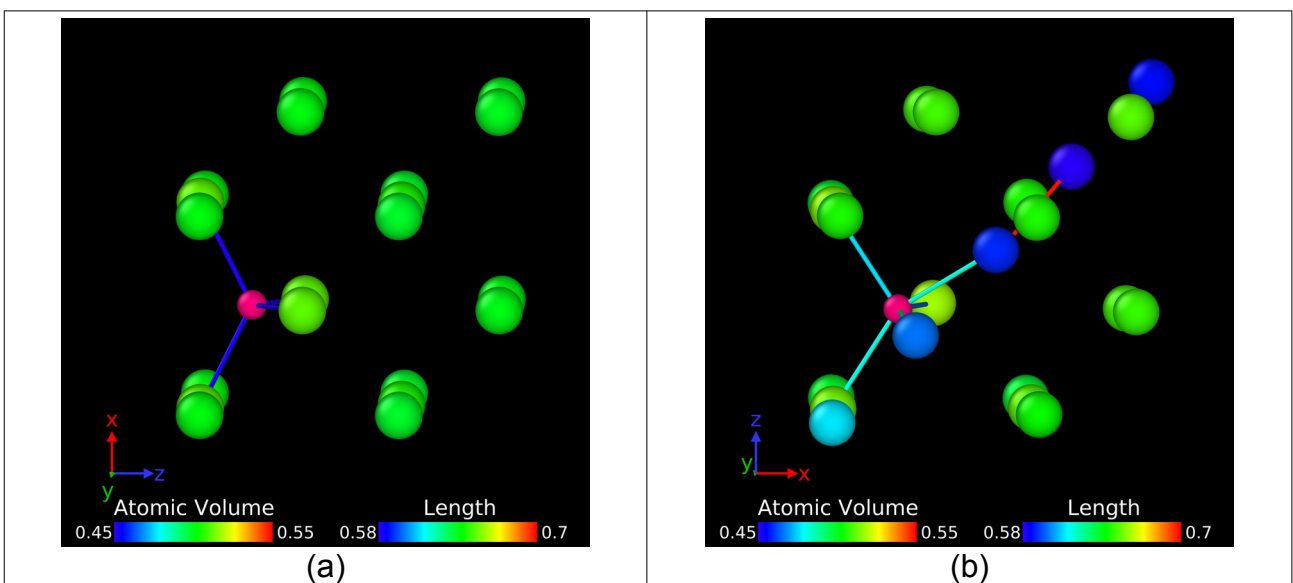 x
z
y
Atomic Volume
0.45 0.55
Length
0.58 0.7
(a)
z
y
x
Atomic Volume
0.45 0.55
Length
0.58 0.7
(b)